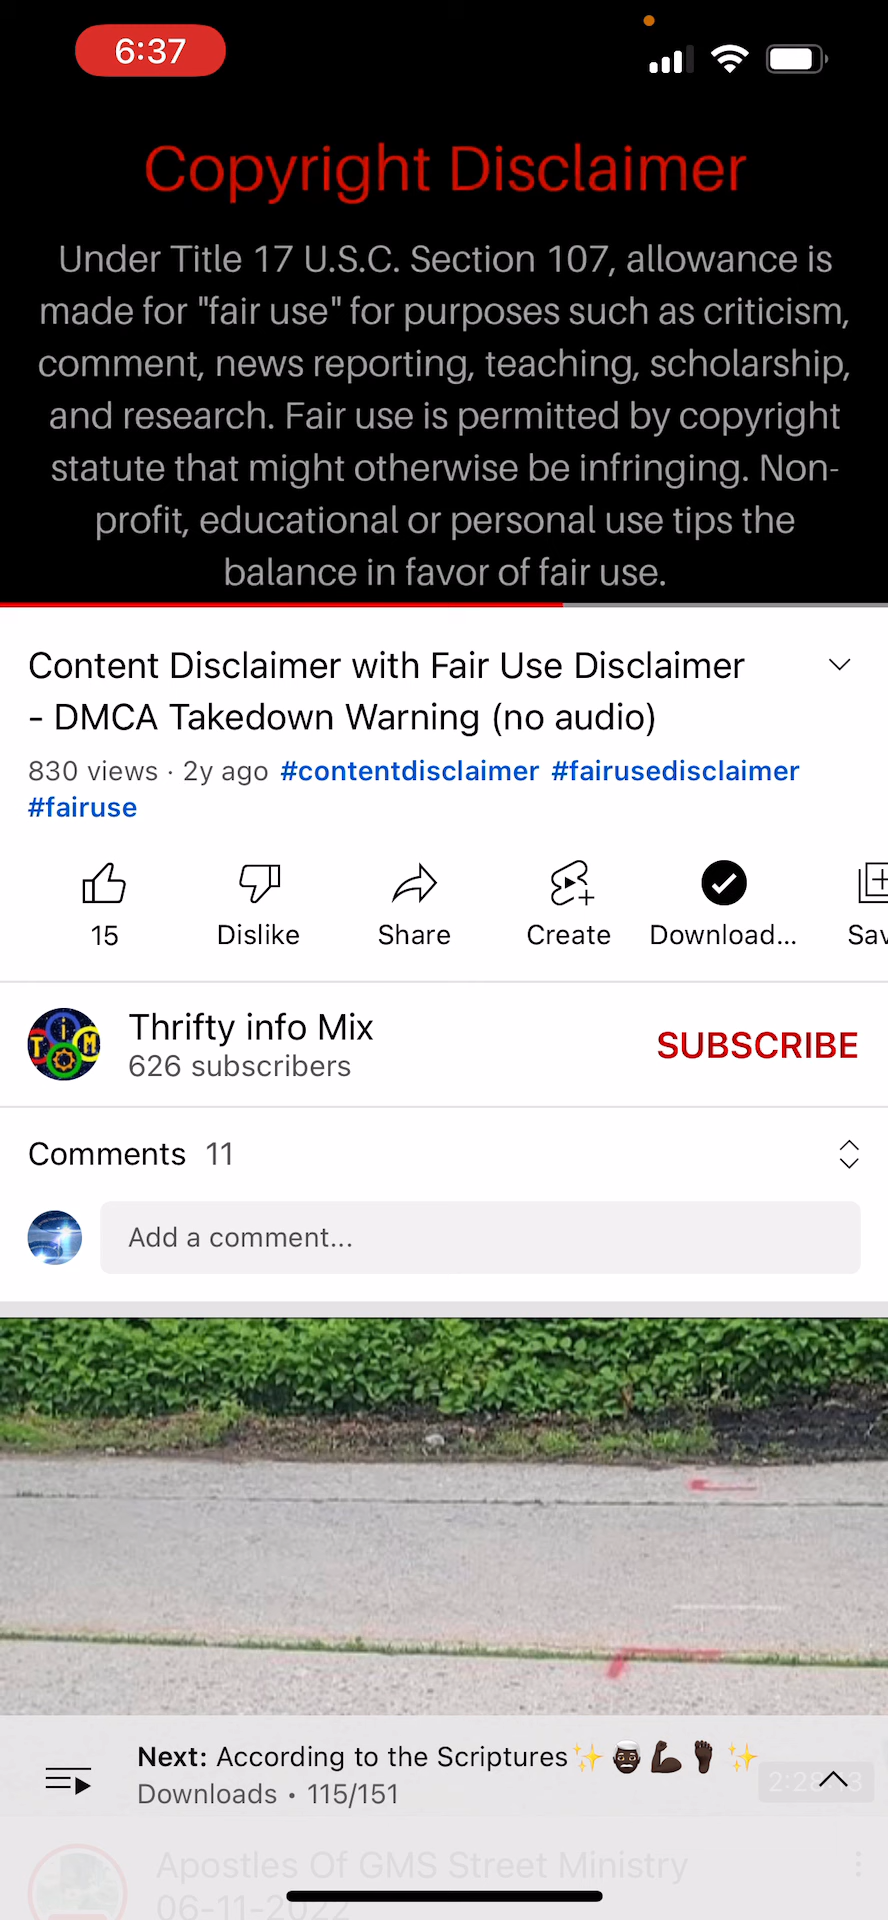 6:37
Copyright Disclaimer
Under Title 17 U.S.C. Section 107, allowance is
made for "fair use" for purposes such as criticism,
comment, news reporting, teaching, scholarship,
and research. Fair use is permitted by copyright
statute that might otherwise be infringing. Non-
profit, educational or personal use tips the
balance in favor of fair use.
Content Disclaimer with Fair Use Disclaimer
- DMCA Takedown Warning (no audio)
830 views · 2y ago #contentdisclaimer #fairusedisclaimer
#fairuse
15 Dislike Share Create Download... Sav
TiM
Thrifty info Mix
626 subscribers
SUBSCRIBE
Comments 11
Add a comment...
Next: According to the Scriptures✨👳🏿‍♂️💪🏿🦶🏿✨
Downloads • 115/151
Apostles Of GMS Street Ministry
06-11-2022